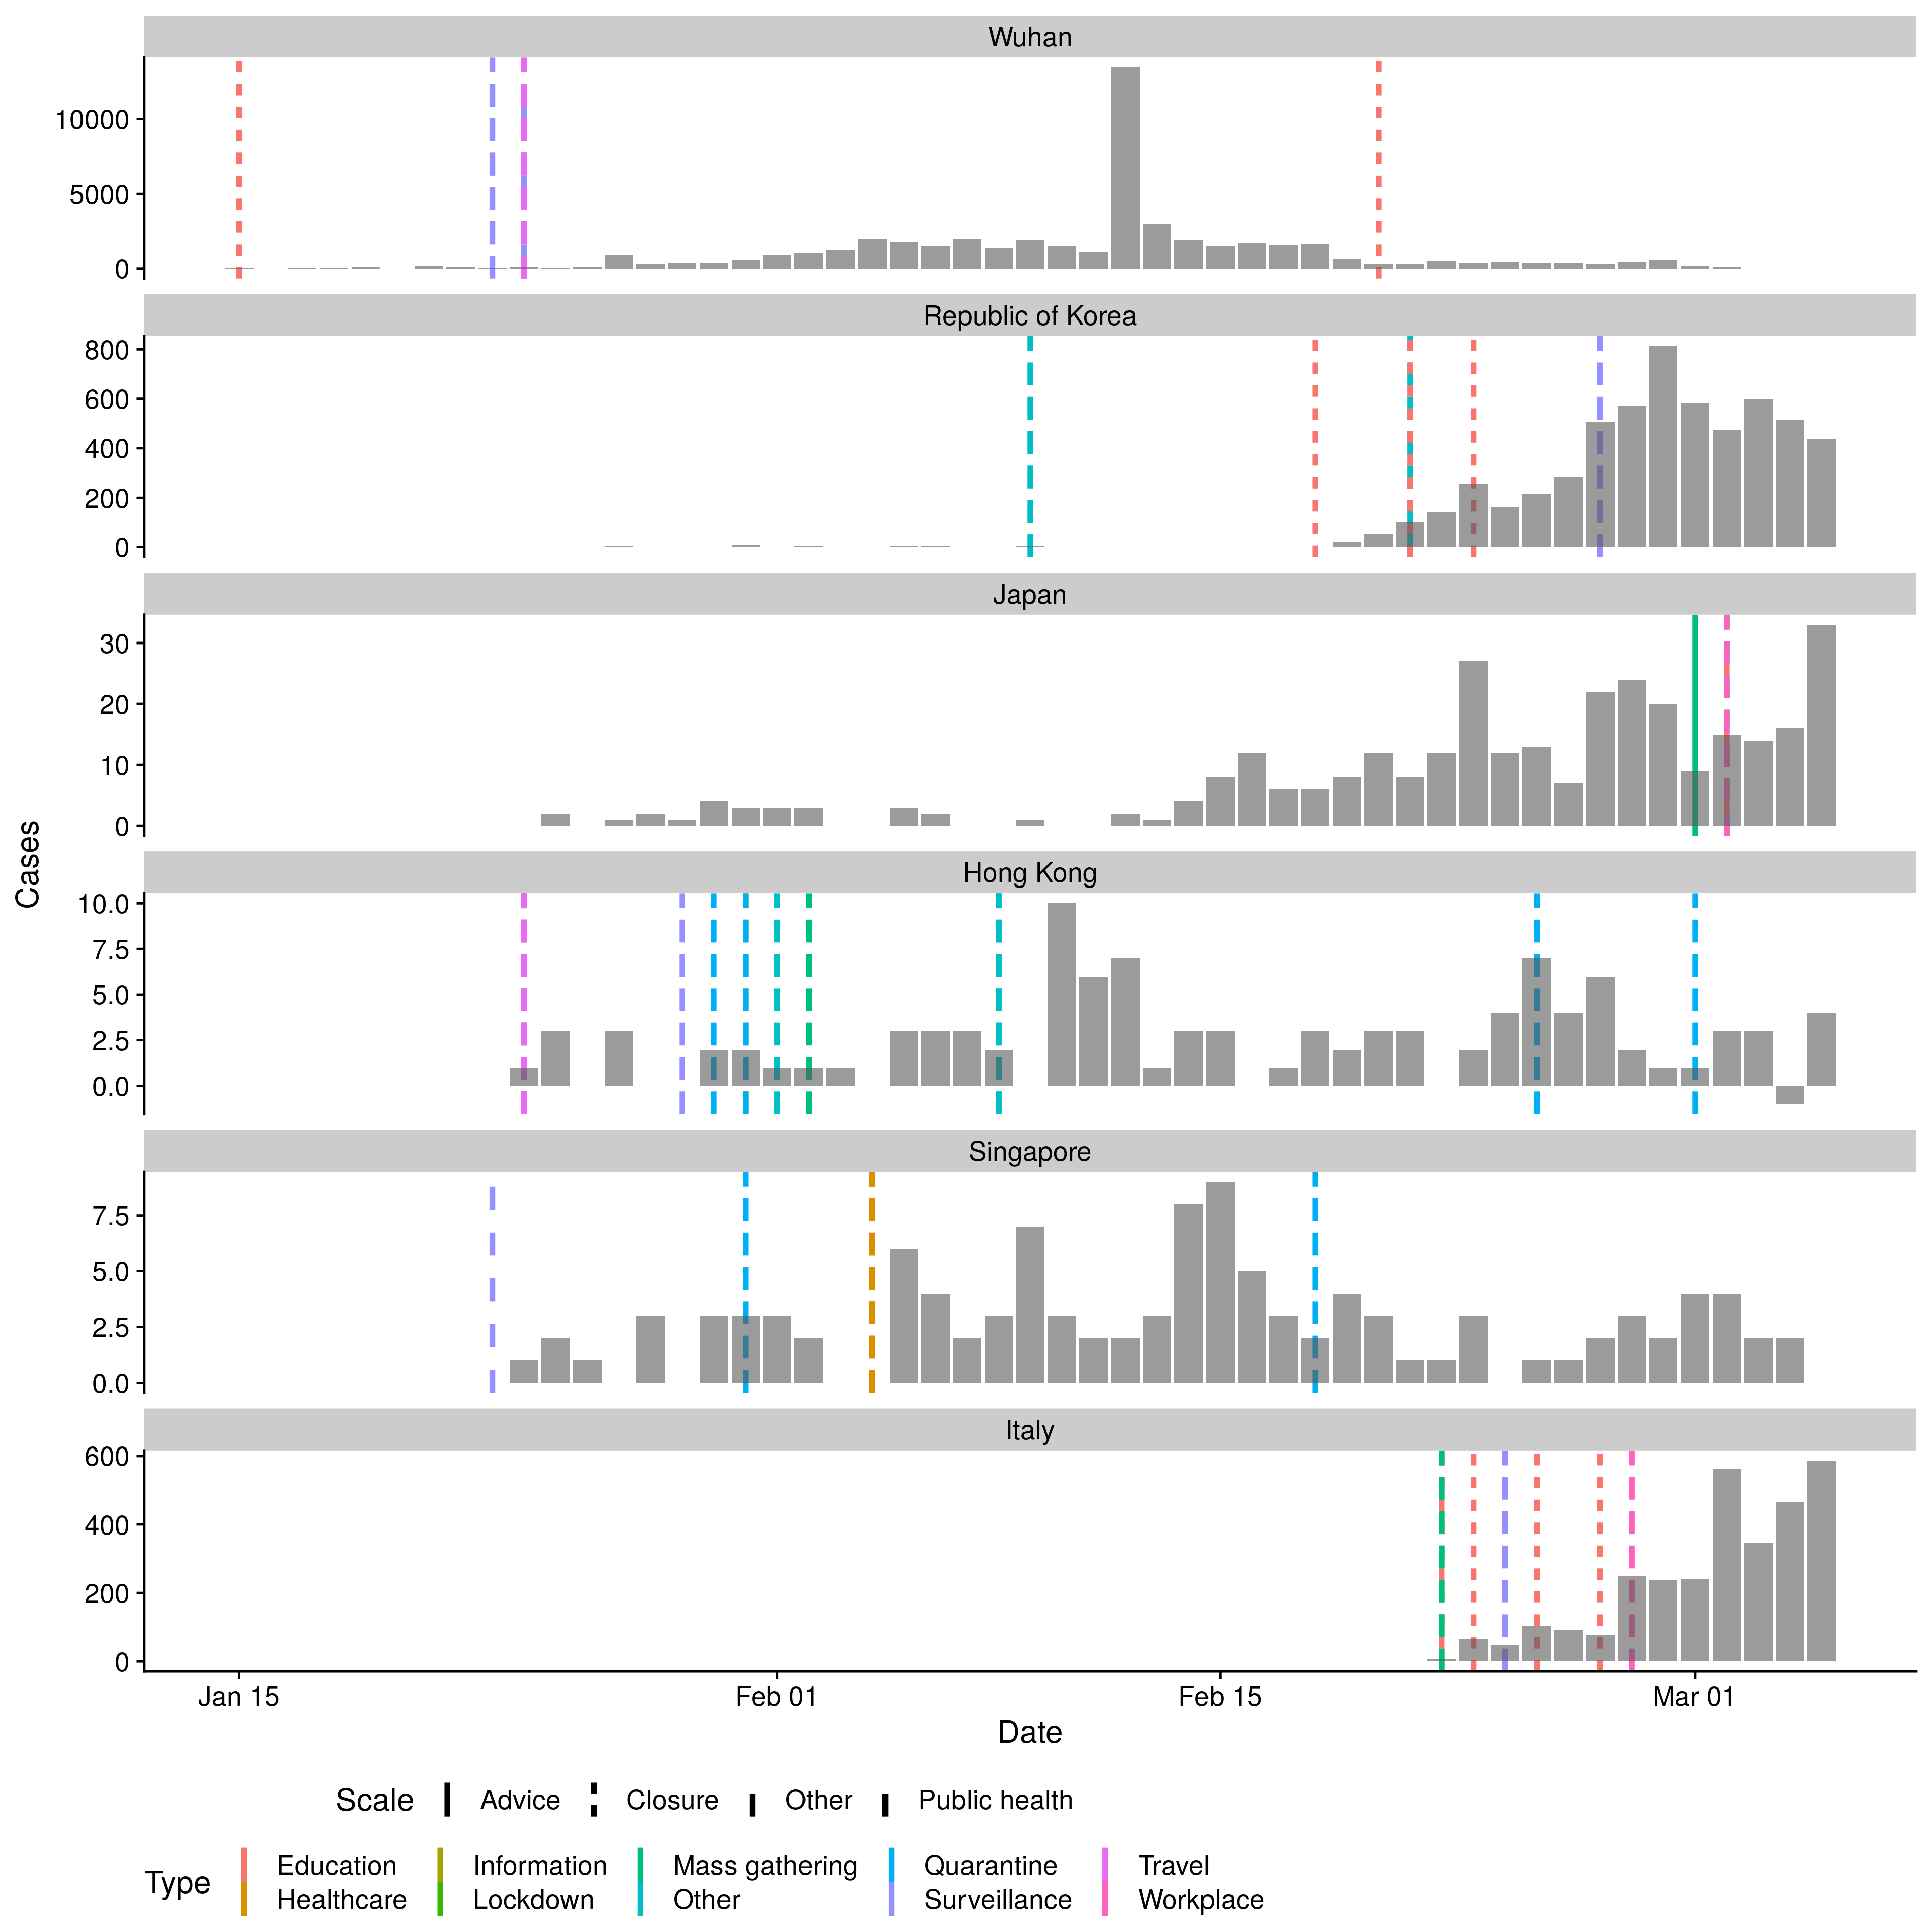 Wuhan
10000
5000
0
Republic of Korea
800
600
400
200
0
Japan
30
20
10
0
Cases
Hong Kong
10.0
7.5
5.0
2.5
0.0
Singapore
7.5
5.0
2.5
0.0
Italy
600
400
200
0
Jan 15 Feb 01 Feb 15 Mar 01
Date
Scale Advice Closure Other Public health
Type Education Information Mass gathering Quarantine Travel
Healthcare Lockdown Other Surveillance Workplace